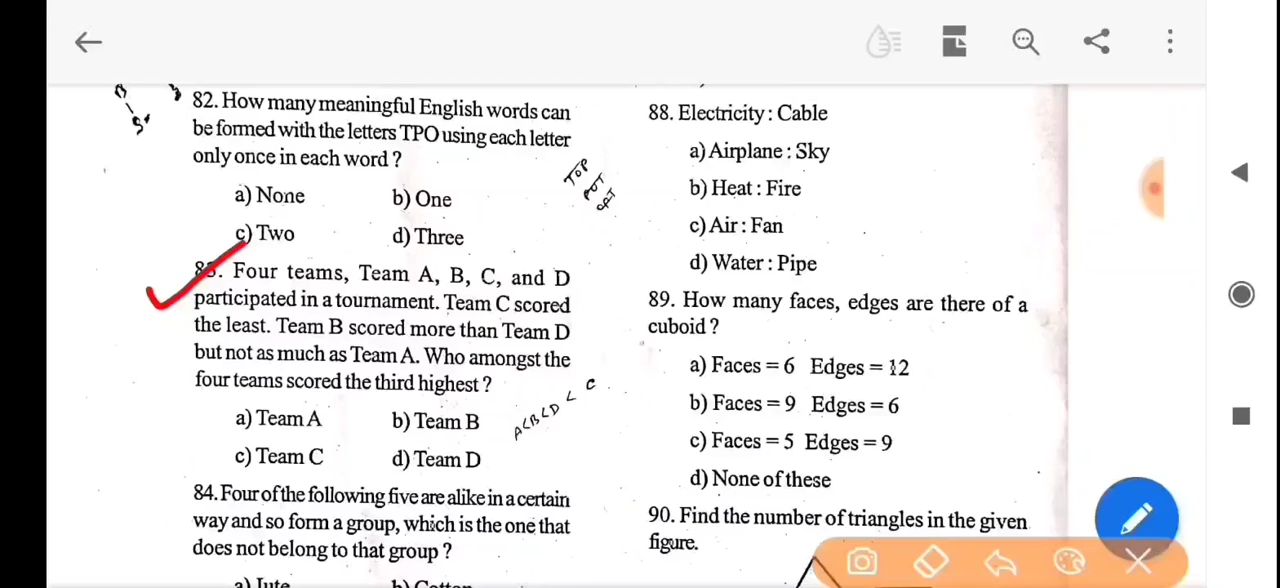 82. How many meaningful English words can
be formed with the letters TPO using each letter
only once in each word ?
a) None
b) One
c) Two
d) Three
TOP
POT
OPT
83. Four teams, Team A, B, C, and D
participated in a tournament. Team C scored
the least. Team B scored more than Team D
but not as much as Team A. Who amongst the
four teams scored the third highest ?
a) Team A
b) Team B
c) Team C
d) Team D
A<B<D < C
84. Four of the following five are alike in a certain
way and so form a group, which is the one that
does not belong to that group ?
a) Jute
b) Cotton
88. Electricity : Cable
a) Airplane : Sky
b) Heat : Fire
c) Air : Fan
d) Water : Pipe
89. How many faces, edges are there of a
cuboid ?
a) Faces = 6 Edges = 12
b) Faces = 9 Edges = 6
c) Faces = 5 Edges = 9
d) None of these
90. Find the number of triangles in the given
figure.